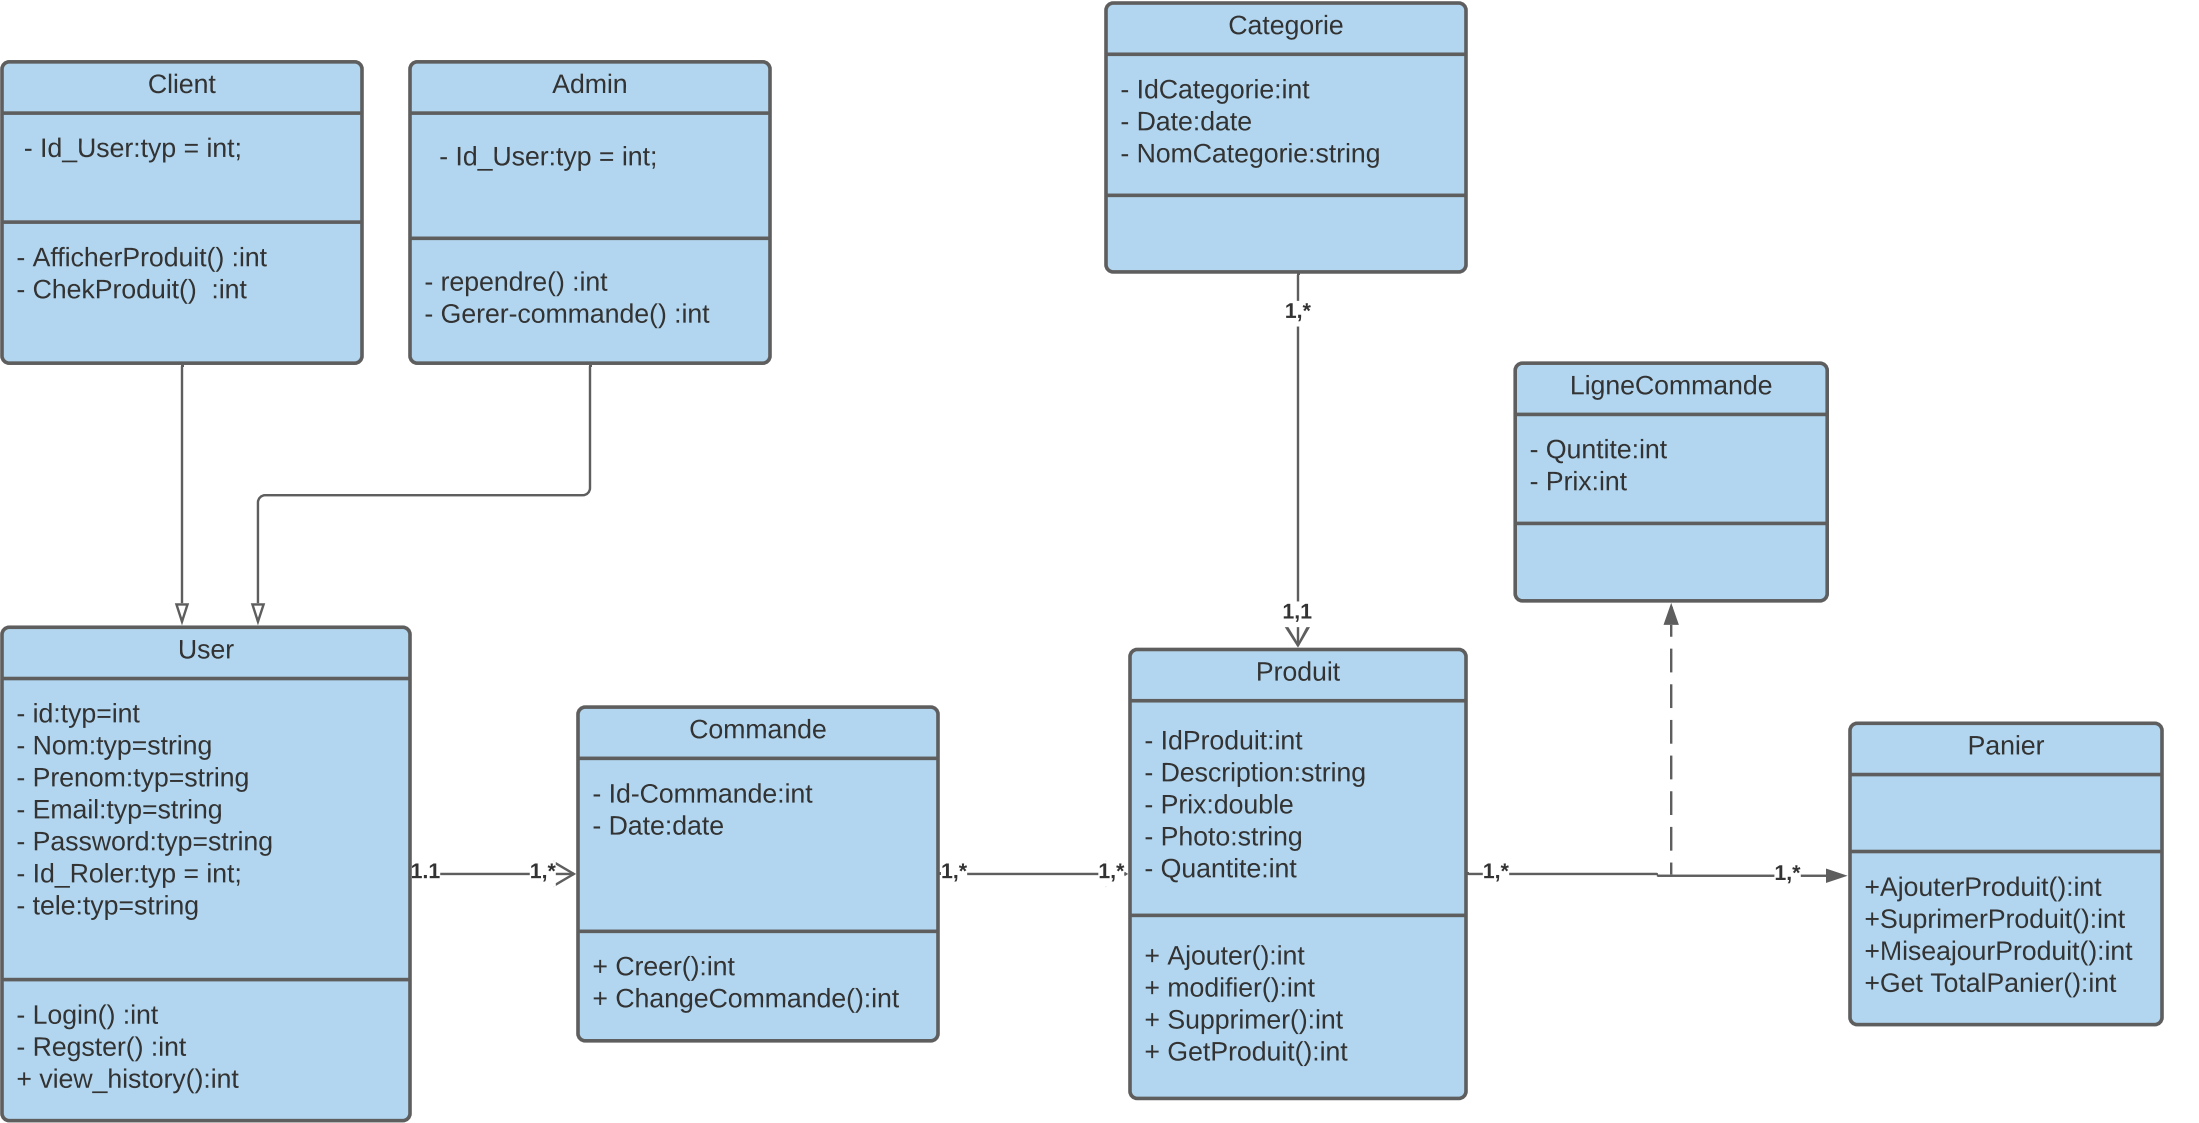 Client
- Id_User:typ = int;
- AfficherProduit() :int
- ChekProduit()  :int
Admin
- Id_User:typ = int;
- rependre() :int
- Gerer-commande() :int
Categorie
- IdCategorie:int
- Date:date
- NomCategorie:string
1,*
1,1
LigneCommande
- Quntite:int
- Prix:int
User
- id:typ=int
- Nom:typ=string
- Prenom:typ=string
- Email:typ=string
- Password:typ=string
- Id_Roler:typ = int;
- tele:typ=string
- Login() :int
- Regster() :int
+ view_history():int
1.1
1,*
Commande
- Id-Commande:int
- Date:date
+ Creer():int
+ ChangeCommande():int
1,*
1,*
Produit
- IdProduit:int
- Description:string
- Prix:double
- Photo:string
- Quantite:int
+ Ajouter():int
+ modifier():int
+ Supprimer():int
+ GetProduit():int
1,*
1,*
Panier
+AjouterProduit():int
+SuprimerProduit():int
+MiseajourProduit():int
+Get TotalPanier():int